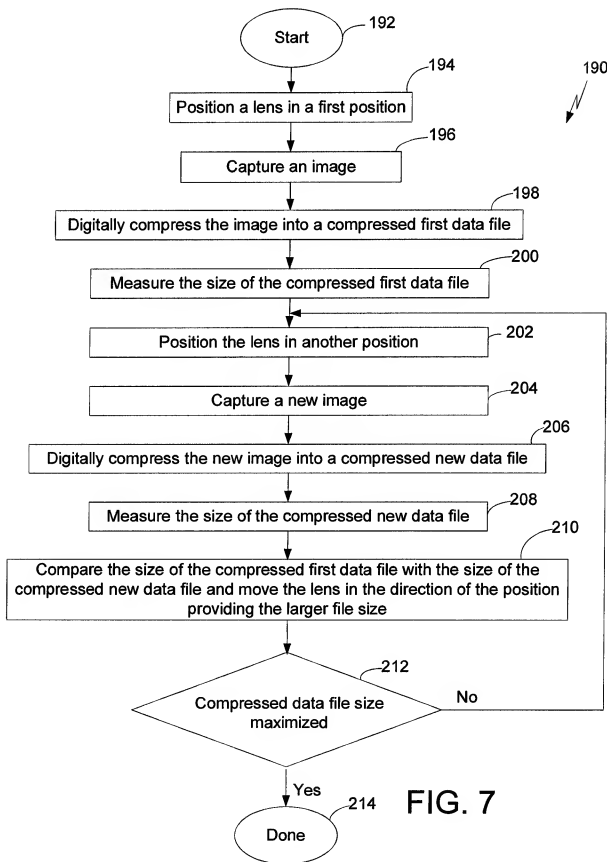 Start
192
190
194
Position a lens in a first position
196
Capture an image
198
Digitally compress the image into a compressed first data file
200
Measure the size of the compressed first data file
Position the lens in another position
202
Capture a new image
204
206
Digitally compress the new image into a compressed new data file
208
Measure the size of the compressed new data file
210
Compare the size of the compressed first data file with the size of the
compressed new data file and move the lens in the direction of the position
providing the larger file size
212
Compressed data file size
maximized
No
Yes
FIG. 7
214
Done